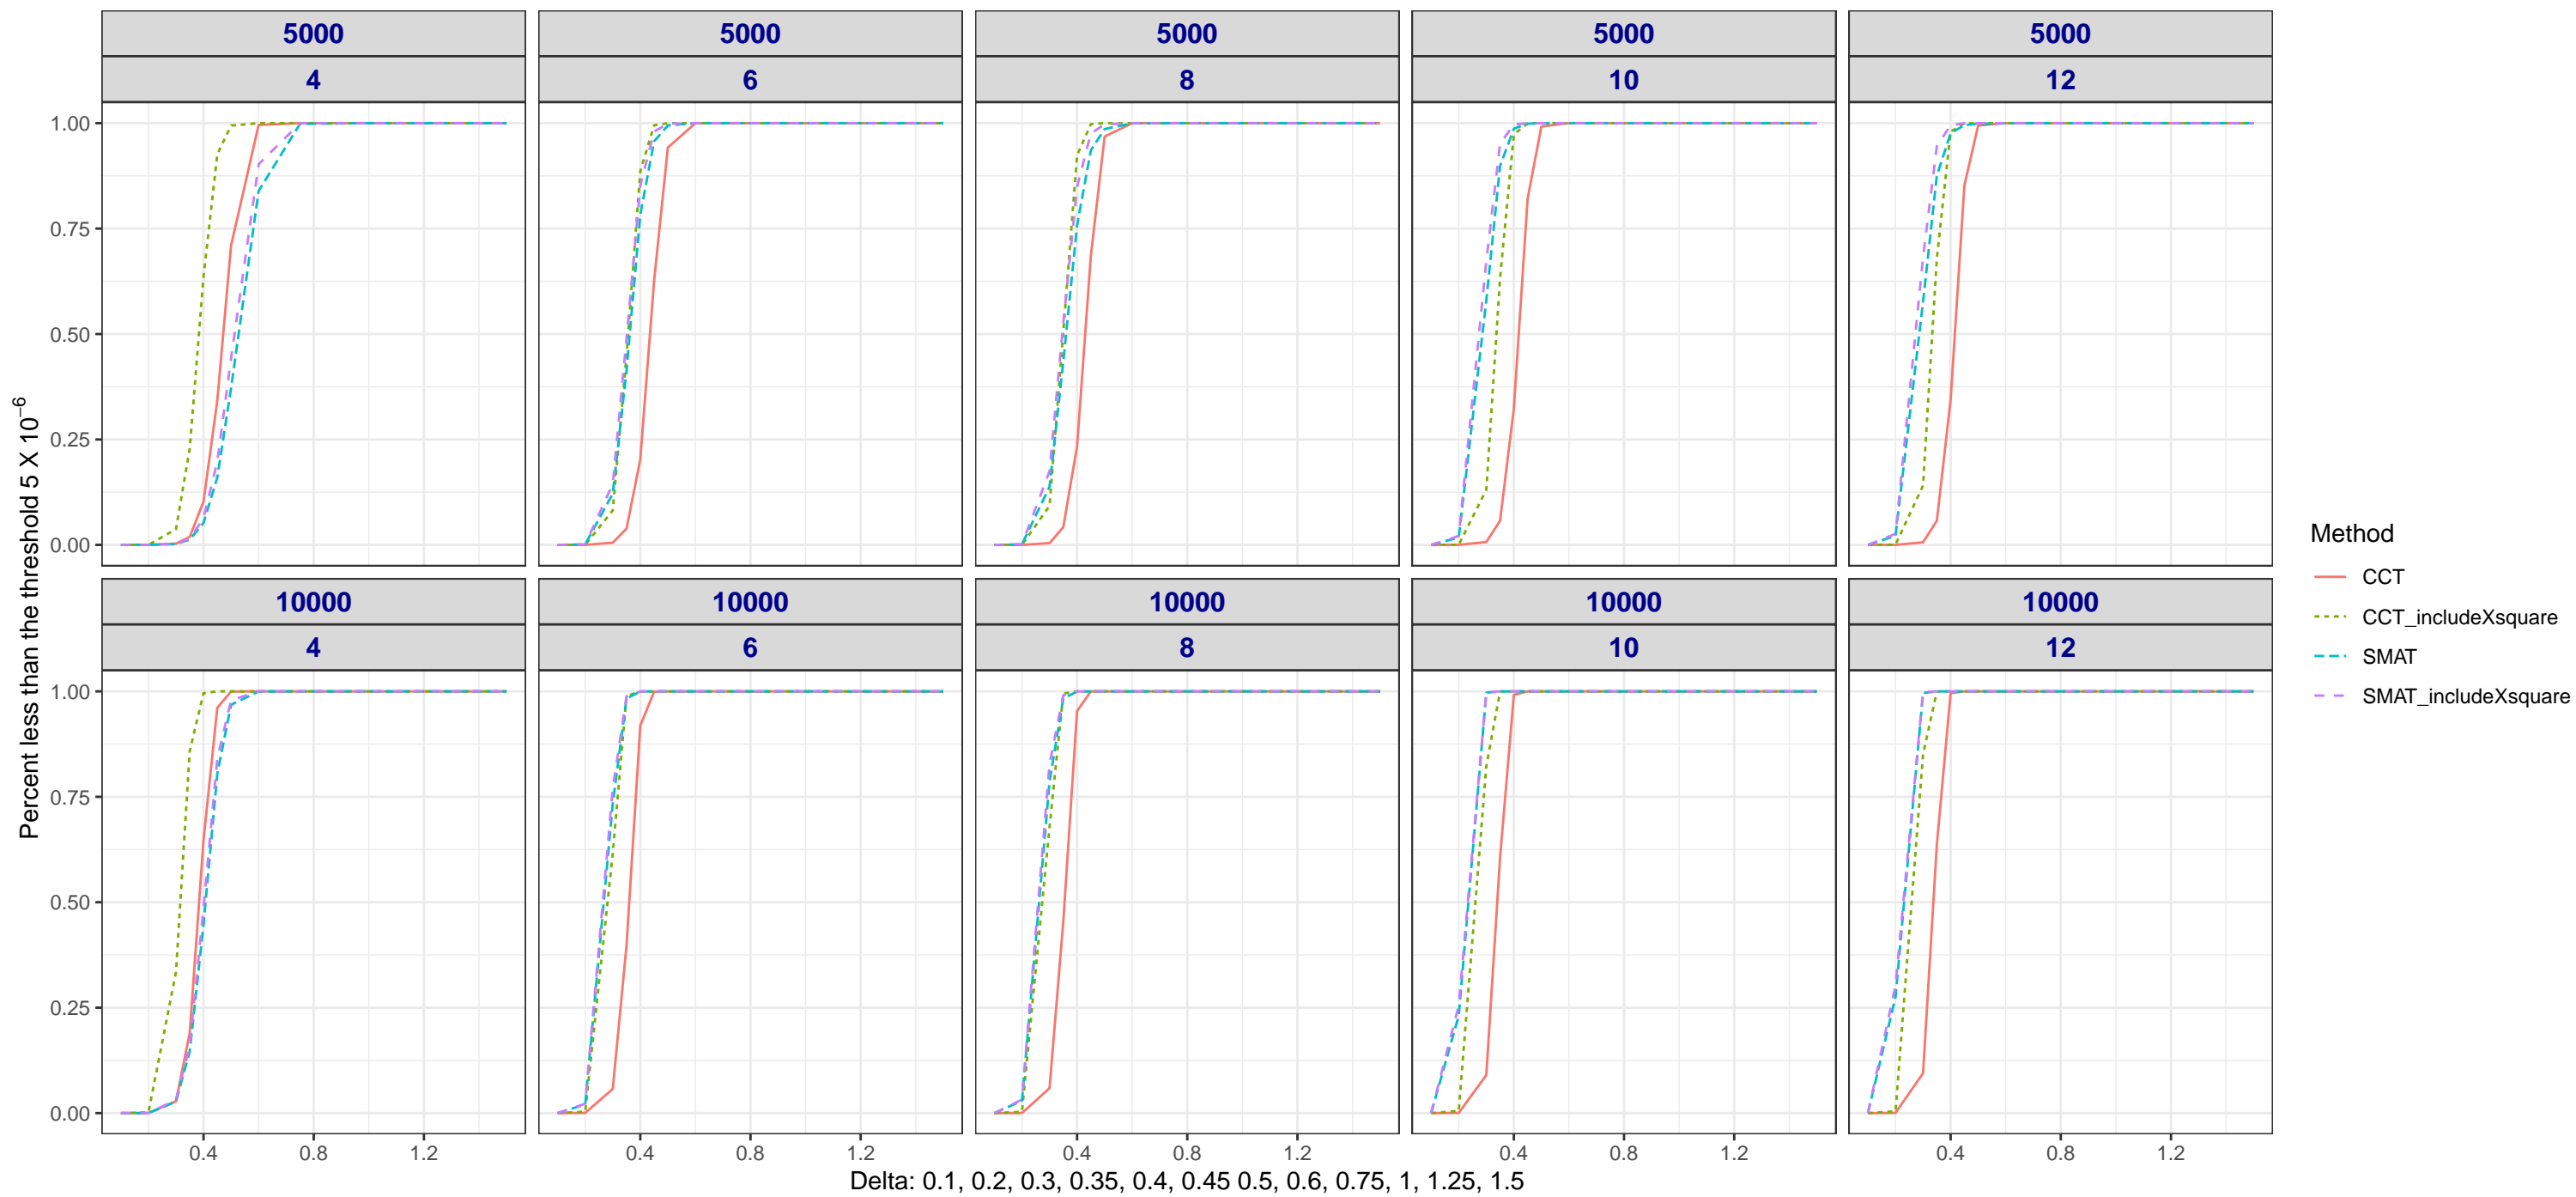 5000 5000 5000 5000 5000
4 6 8 10 12
1.00
0.75
0.50
0.25
0.00
10000 10000 10000 10000 10000
4 6 8 10 12
1.00
0.75
0.50
0.25
0.00
0.4 0.8 1.2 0.4 0.8 1.2 0.4 0.8 1.2 0.4 0.8 1.2 0.4 0.8 1.2
Delta: 0.1, 0.2, 0.3, 0.35, 0.4, 0.45 0.5, 0.6, 0.75, 1, 1.25, 1.5
Percent less than the threshold 5 X 10⁻⁶
Method
CCT
CCT_includeXsquare
SMAT
SMAT_includeXsquare